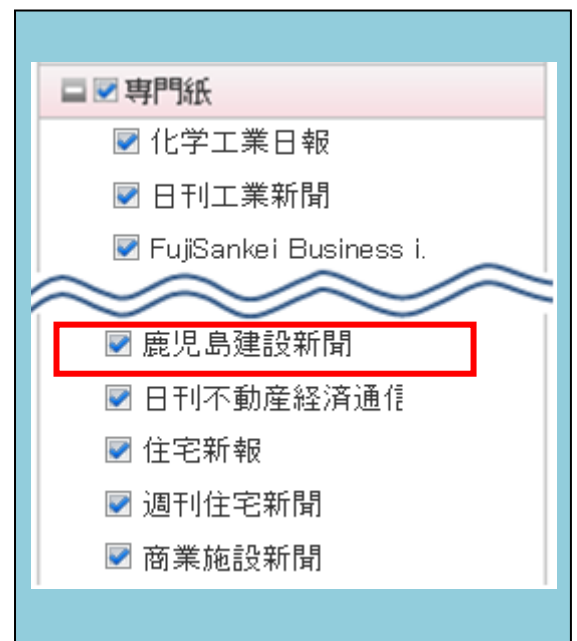 専門紙
化学工業日報
日刊工業新聞
FujiSankei Business i.
鹿児島建設新聞
日刊不動産経済通信
住宅新報
週刊住宅新聞
商業施設新聞